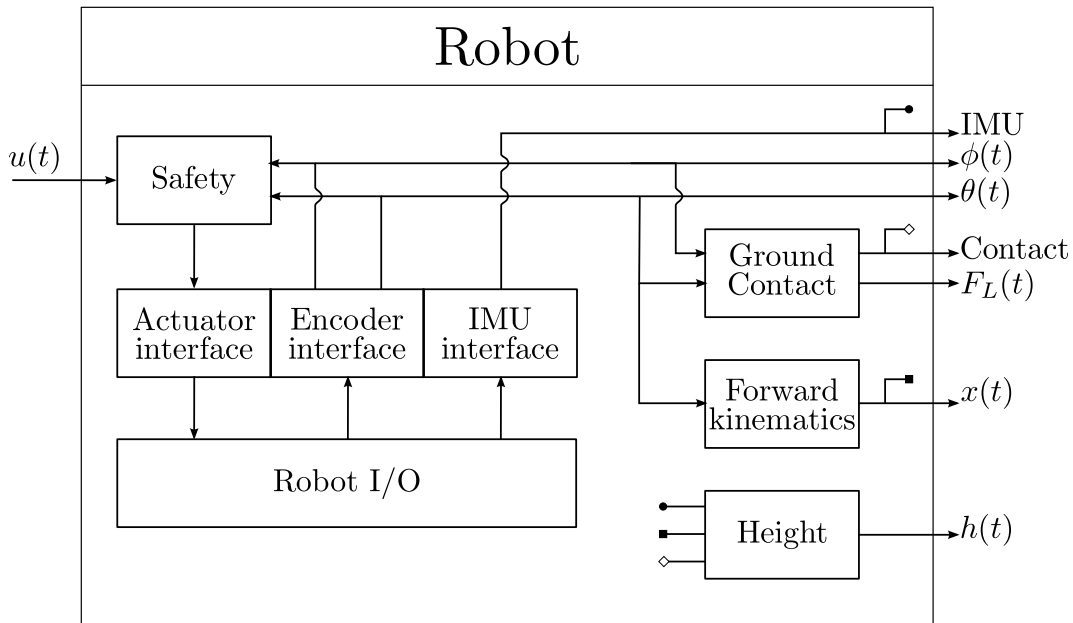 Robot
u(t)
Safety
IMU
ϕ(t)
θ(t)
Ground
Contact
Contact
F_L(t)
Actuator
interface
Encoder
interface
IMU
interface
Forward
kinematics
x(t)
Robot I/O
Height
h(t)